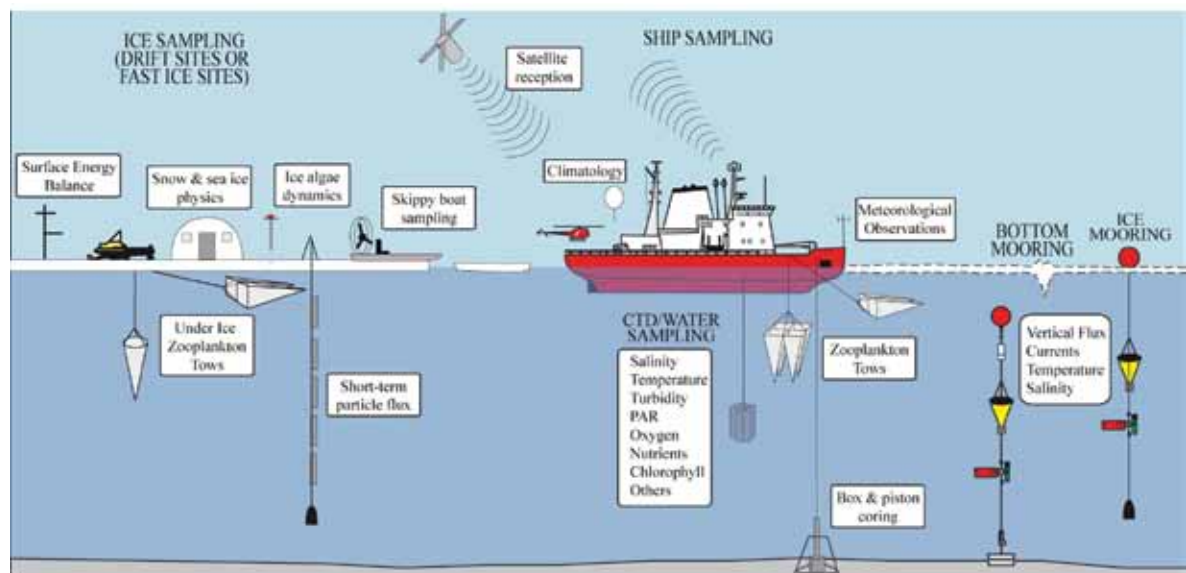 ICE SAMPLING
(DRIFT SITES OR
FAST ICE SITES)
Satellite
reception
SHIP SAMPLING
Surface Energy
Balance
Snow & sea ice
physics
Ice algae
dynamics
Skippy boat
sampling
Climatology
Meteorological
Observations
BOTTOM
MOORING
ICE
MOORING
Under Ice
Zooplankton
Tows
Short-term
particle flux
CTD/WATER
SAMPLING
Salinity
Temperature
Turbidity
PAR
Oxygen
Nutrients
Chlorophyll
Others
Zooplankton
Tows
Vertical Flux
Currents
Temperature
Salinity
Box & piston
coring